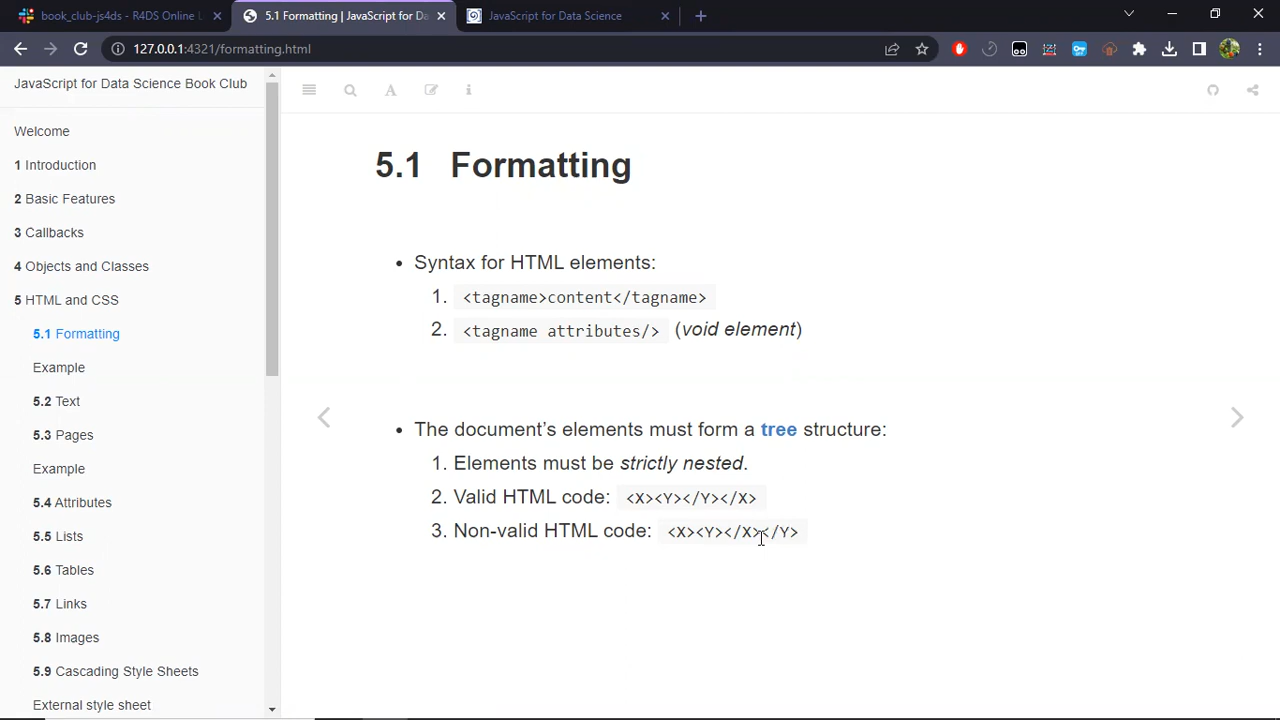 book_club-js4ds - R4DS Online L
5.1 Formatting | JavaScript for Da
JavaScript for Data Science
127.0.0.1:4321/formatting.html
JavaScript for Data Science Book Club
Welcome
1 Introduction
2 Basic Features
3 Callbacks
4 Objects and Classes
5 HTML and CSS
5.1 Formatting
Example
5.2 Text
5.3 Pages
Example
5.4 Attributes
5.5 Lists
5.6 Tables
5.7 Links
5.8 Images
5.9 Cascading Style Sheets
External style sheet
5.1 Formatting
• Syntax for HTML elements:
1. <tagname>content</tagname>
2. <tagname attributes/> (void element)
• The document’s elements must form a tree structure:
1. Elements must be strictly nested.
2. Valid HTML code: <X><Y></Y></X>
3. Non-valid HTML code: <X><Y></X></Y>